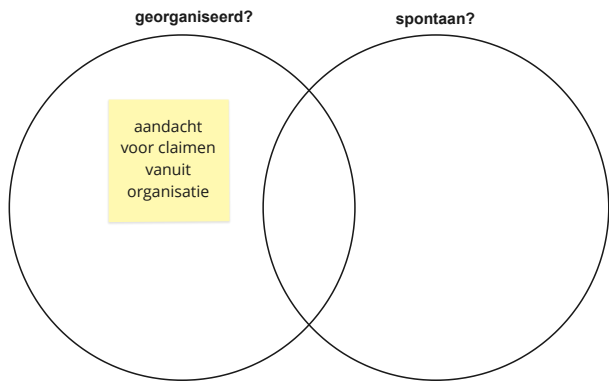 georganiseerd?
spontaan?
aandacht
voor claimen
vanuit
organisatie